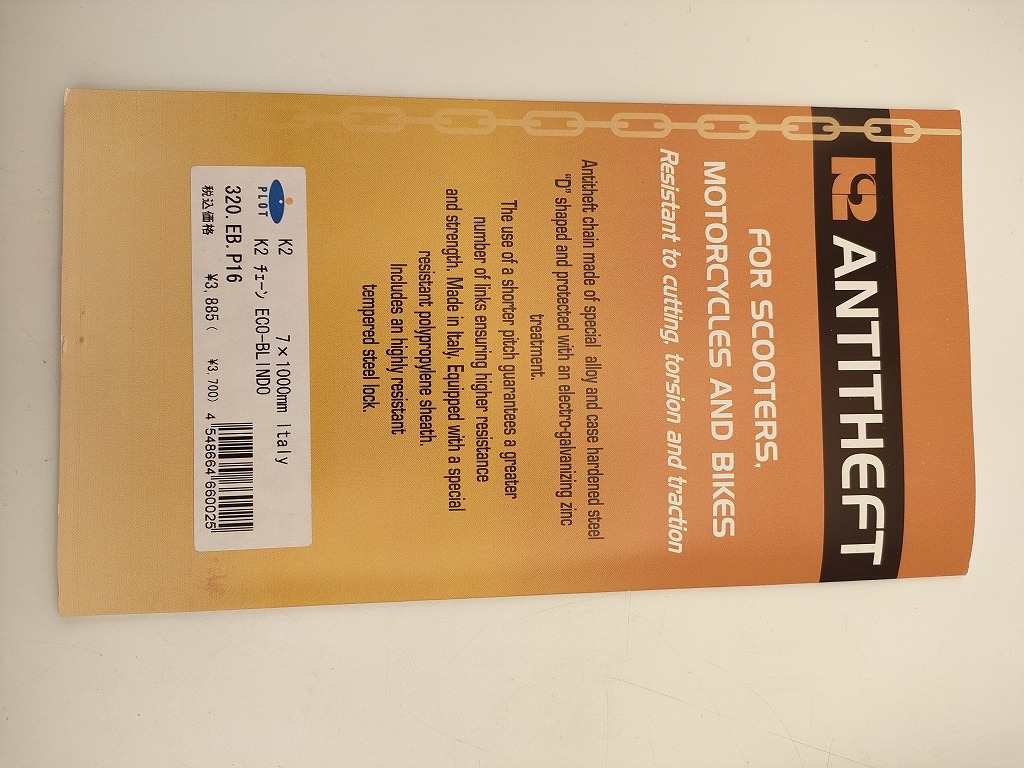 K2 ANTITHEFT
FOR SCOOTERS,
MOTORCYCLES AND BIKES
Resistant to cutting, torsion and traction
Antitheft chain made of special alloy and case hardened steel
"D" shaped and protected with an electro-galvanizing zinc
treatment.
The use of a shorter pitch guarantees a greater
number of links ensuring higher resistance
and strength. Made in Italy. Equipped with a special
resistant polypropylene sheath.
Includes an highly resistant
tempered steel lock.
PLOT
K2 7×1000mm Italy
K2 チェーン ECO-BLINDO
320.EB.P16
税込価格 ¥3,885( ¥3,700)
4 548664 660025